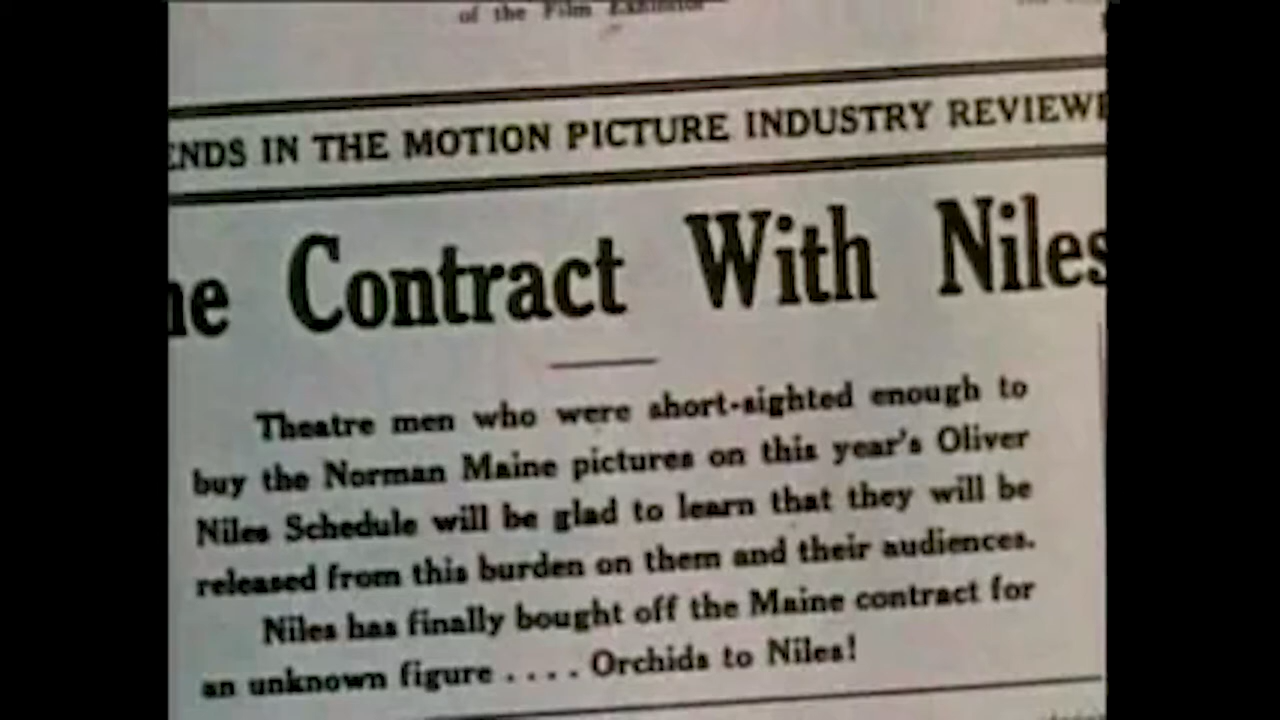 of the Film Exhibitor
ENDS IN THE MOTION PICTURE INDUSTRY REVIEWE
ne Contract With Niles
Theatre men who were short-sighted enough to
buy the Norman Maine pictures on this year's Oliver
Niles Schedule will be glad to learn that they will be
released from this burden on them and their audiences.
Niles has finally bought off the Maine contract for
an unknown figure .... Orchids to Niles!